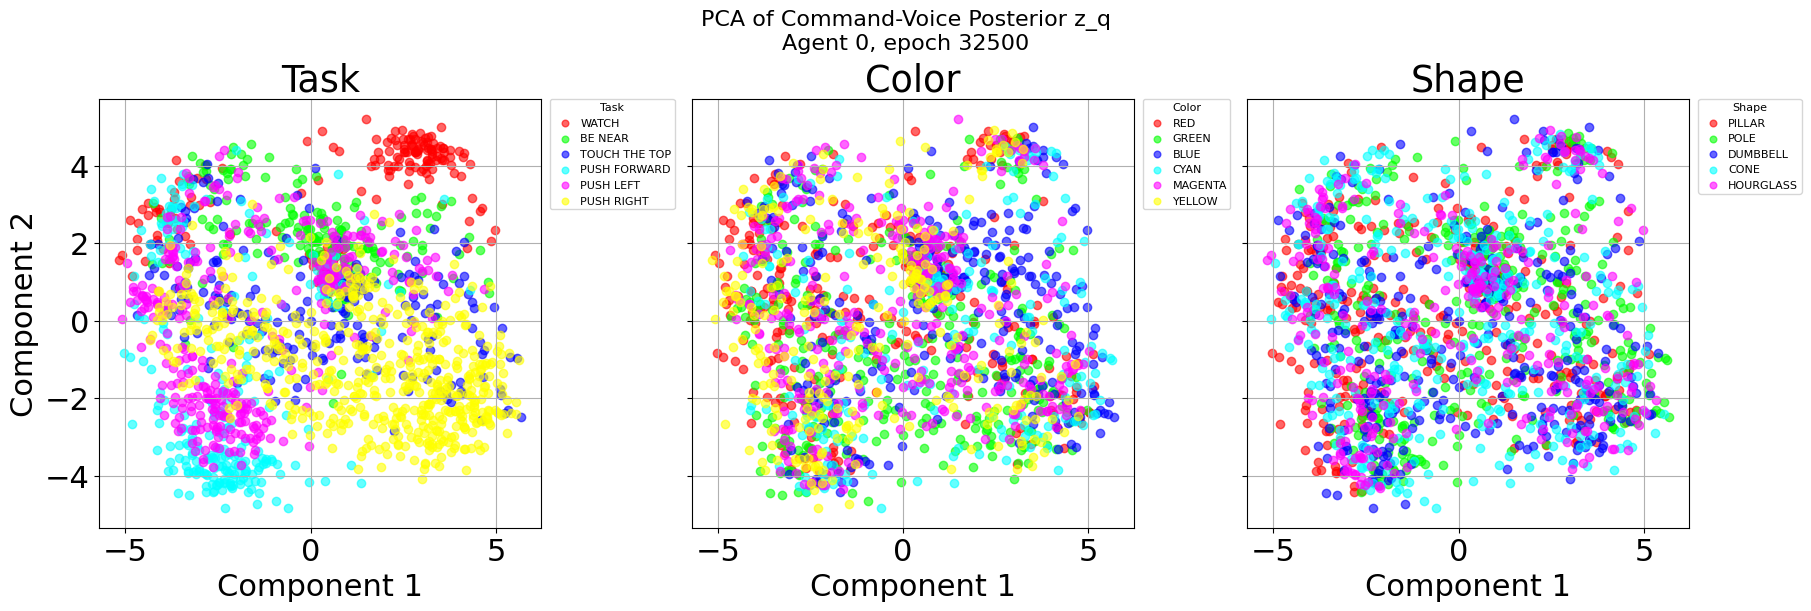 PCA of Command-Voice Posterior z_q
Agent 0, epoch 32500
Task
Color
Shape
Task
WATCH
BE NEAR
TOUCH THE TOP
PUSH FORWARD
PUSH LEFT
PUSH RIGHT
Color
RED
GREEN
BLUE
CYAN
MAGENTA
YELLOW
Shape
PILLAR
POLE
DUMBBELL
CONE
HOURGLASS
Component 2
4
2
0
−2
−4
−5 0 5
−5 0 5
−5 0 5
Component 1
Component 1
Component 1